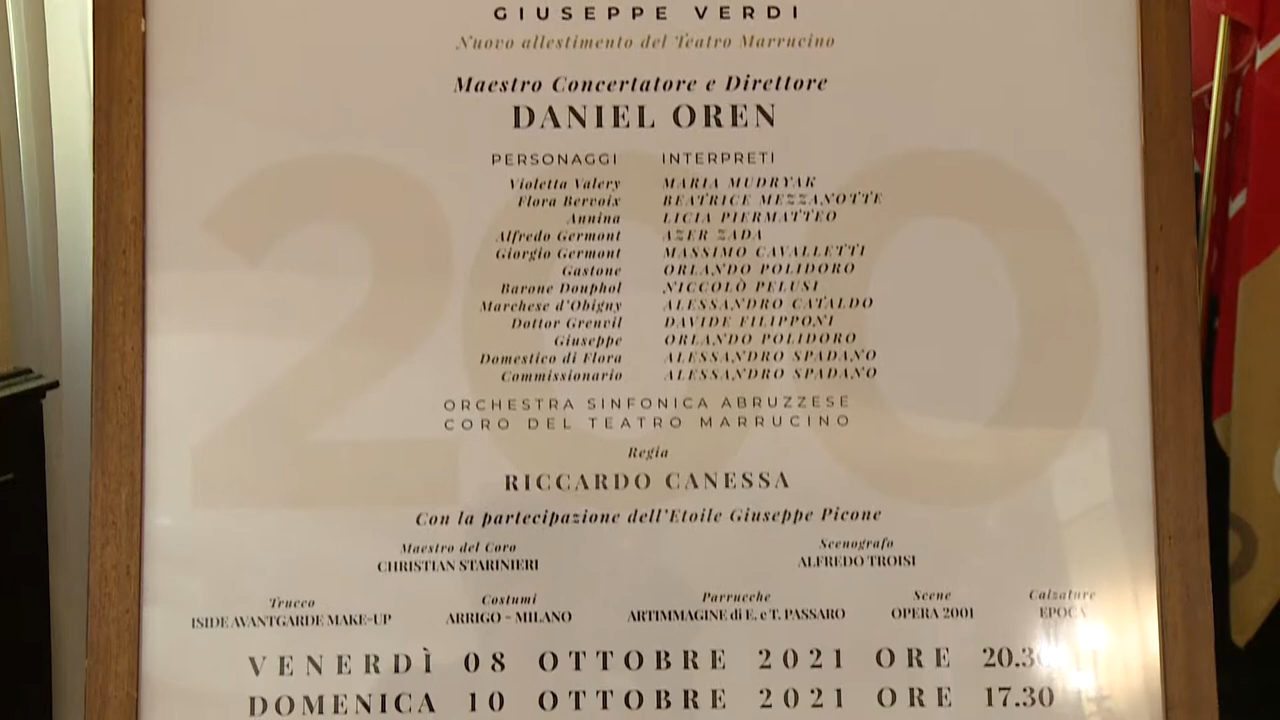 GIUSEPPE VERDI
Nuovo allestimento del Teatro Marrucino
Maestro Concertatore e Direttore
DANIEL OREN
200
PERSONAGGI INTERPRETI
Violetta Valery MARIA MUDRYAK
Flora Bervoix BEATRICE MEZZANOTTE
Annina LICIA PIERMATTEO
Alfredo Germont AZER ZADA
Giorgio Germont MASSIMO CAVALLETTI
Gastone ORLANDO POLIDORO
Barone Douphol NICCOLÒ PELUSI
Marchese d'Obigny ALESSANDRO CATALDO
Dottor Grenvil DAVIDE FILIPPONI
Giuseppe ORLANDO POLIDORO
Domestico di Flora ALESSANDRO SPADANO
Commissionario ALESSANDRO SPADANO
ORCHESTRA SINFONICA ABRUZZESE
CORO DEL TEATRO MARRUCINO
Regia
RICCARDO CANESSA
Con la partecipazione dell'Etoile Giuseppe Picone
Maestro del Coro Scenografo
CHRISTIAN STARINIERI ALFREDO TROISI
Trucco Costumi Parrucche Scene Calzature
ISIDE AVANTGARDE MAKE-UP ARRIGO - MILANO ARTIMMAGINE di E. e T. PASSARO OPERA 2001 EPOCA
VENERDÌ 08 OTTOBRE 2021 ORE 20.30
DOMENICA 10 OTTOBRE 2021 ORE 17.30